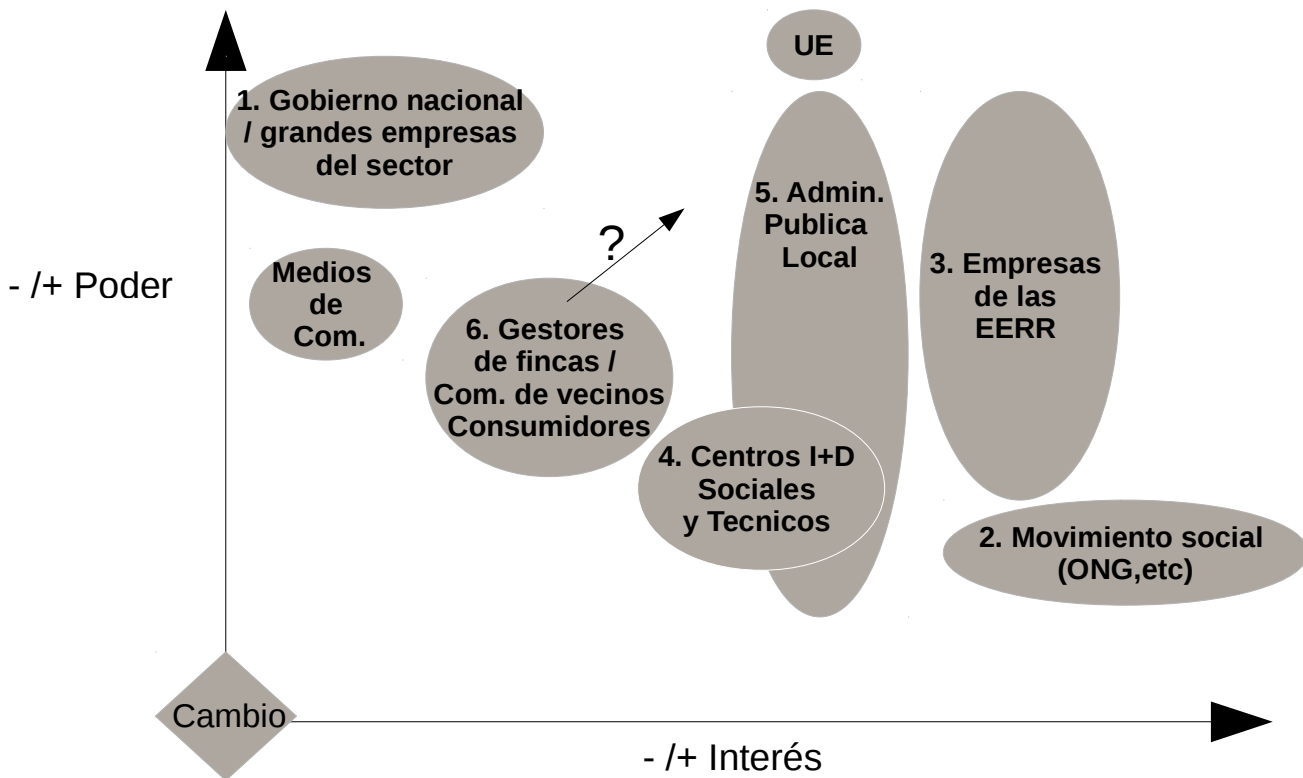 UE
1. Gobierno nacional
/ grandes empresas
del sector
5. Admin.
Publica
Local
?
- /+ Poder
Medios
de
Com.
3. Empresas
de las
EERR
6. Gestores
de fincas /
Com. de vecinos
Consumidores
4. Centros I+D
Sociales
y Tecnicos
2. Movimiento social
(ONG,etc)
Cambio
- /+ Interés